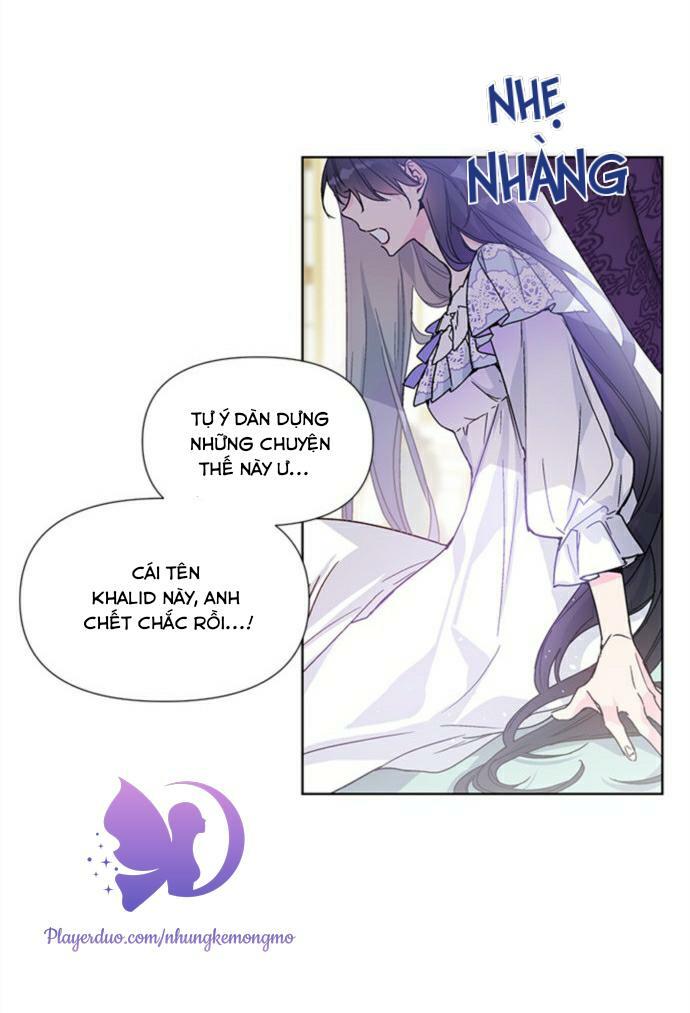 NHẸ
NHÀNG
TỰ Ý DÀN DỰNG
NHỮNG CHUYỆN
THẾ NÀY Ư...
CÁI TÊN
KHALID NÀY, ANH
CHẾT CHẮC RỒI...!
Playerduo.com/nhungkemongmo